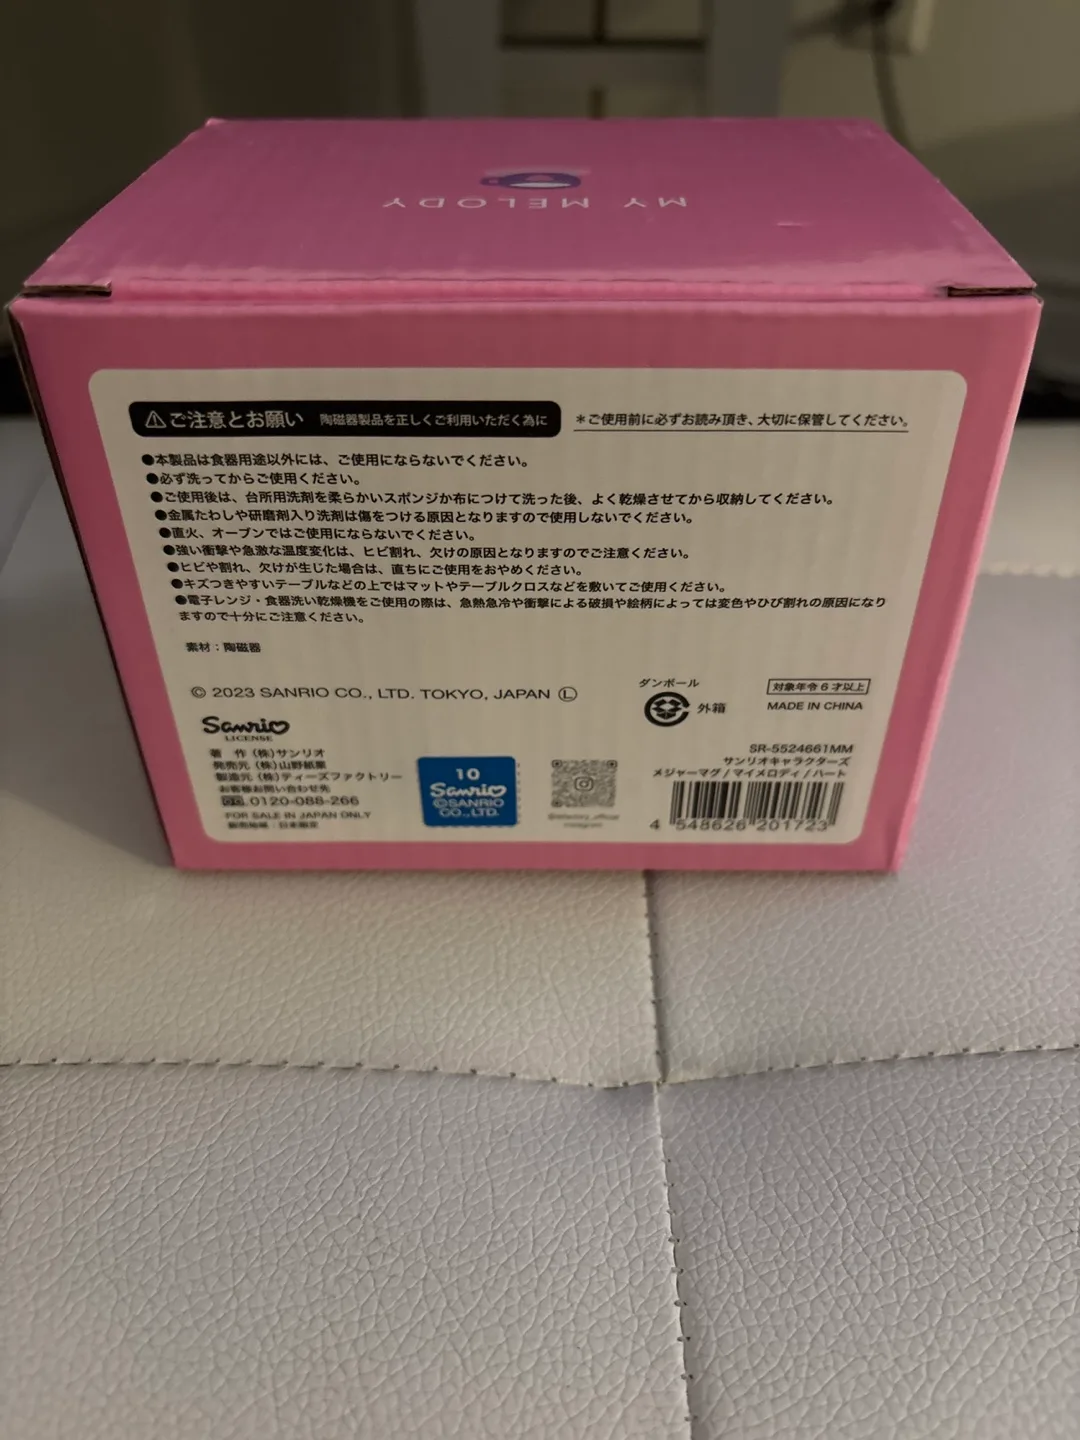 MY MELODY
⚠ご注意とお願い 陶磁器製品を正しくご利用いただく為に
*ご使用前に必ずお読み頂き、大切に保管してください。
●本製品は食器用途以外には、ご使用にならないでください。
●必ず洗ってからご使用ください。
●ご使用後は、台所用洗剤を柔らかいスポンジか布につけて洗った後、よく乾燥させてから収納してください。
●金属たわしや研磨剤入り洗剤は傷をつける原因となりますので使用しないでください。
●直火、オーブンではご使用にならないでください。
●強い衝撃や急激な温度変化は、ヒビ割れ、欠けの原因となりますのでご注意ください。
●ヒビや割れ、欠けが生じた場合は、直ちにご使用をおやめください。
●キズつきやすいテーブルなどの上ではマットやテーブルクロスなどを敷いてご使用ください。
●電子レンジ・食器洗い乾燥機をご使用の際は、急熱急冷や衝撃による破損や絵柄によっては変色やひび割れの原因になり
ますので十分にご注意ください。
素材：陶磁器
© 2023 SANRIO CO., LTD. TOKYO, JAPAN Ⓛ
Sanrio
LICENSE
著 作 (株)サンリオ
発売元 (株)山野紙業
製造元 (株)ティーズファクトリー
お客様お問い合わせ先
0120-088-266
FOR SALE IN JAPAN ONLY
販売地域：日本限定
10
Sanrio
©SANRIO
CO.,LTD.
Instagram
ダンボール
外箱
対象年令6才以上
MADE IN CHINA
SR-5524661MM
サンリオキャラクターズ
メジャーマグ/マイメロディ/ハート
4 548626 201723